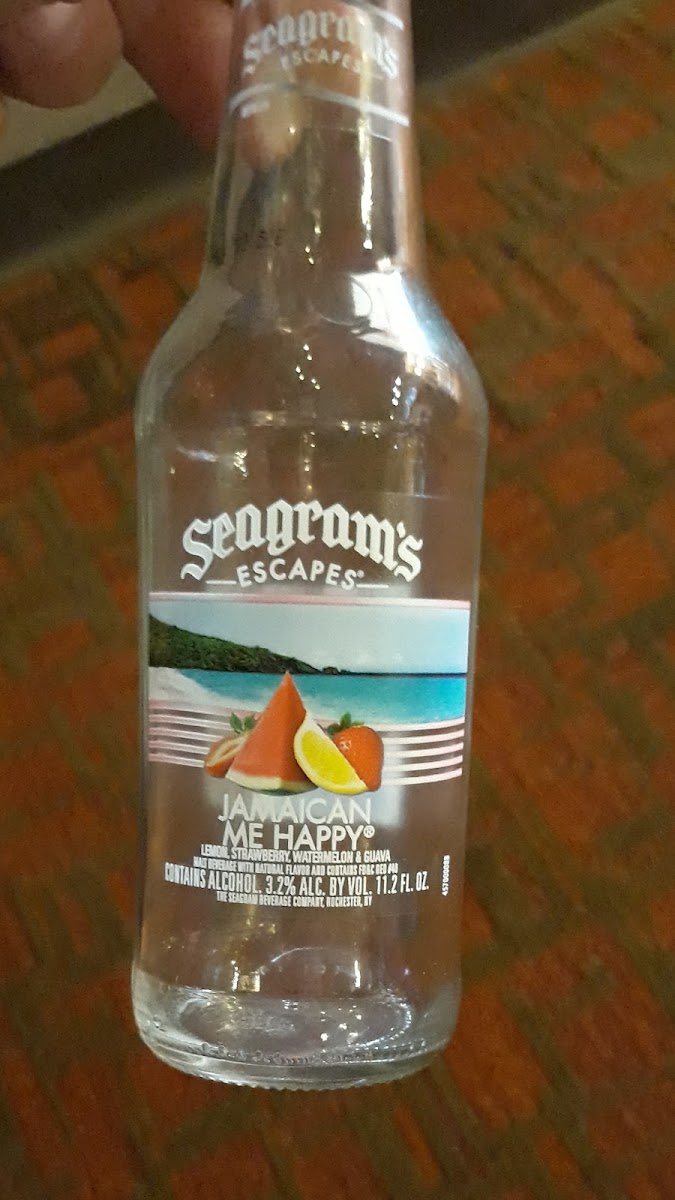 Seagram's
ESCAPES
Seagram's
ESCAPES®
JAMAICAN
ME HAPPY®
LEMON, STRAWBERRY, WATERMELON & GUAVA
MALT BEVERAGE WITH NATURAL FLAVOR AND CONTAINS FD&C RED #40
CONTAINS ALCOHOL. 3.2% ALC. BY VOL. 11.2 FL. OZ.
THE SEAGRAM BEVERAGE COMPANY, ROCHESTER, NY